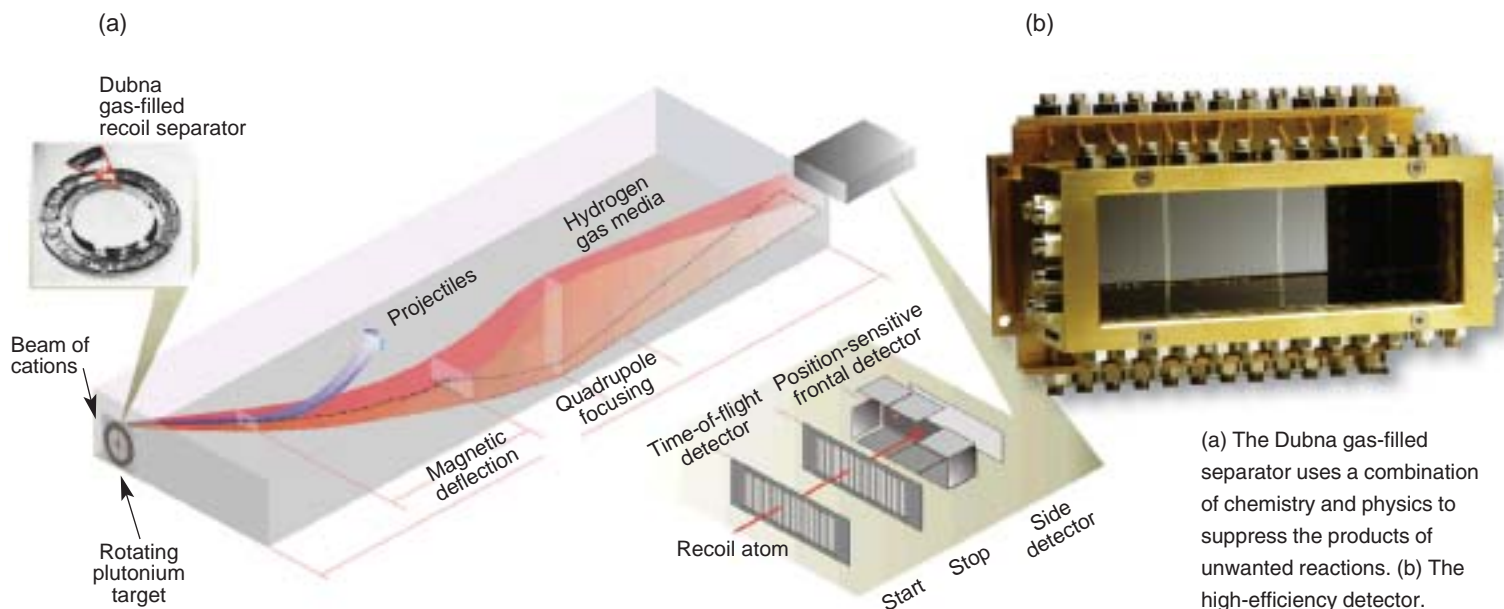 (a)
Dubna
gas-filled
recoil separator
Beam of
cations
Rotating
plutonium
target
Projectiles
Hydrogen
gas media
Magnetic
deflection
Quadrupole
focusing
Time-of-flight
detector
Position-sensitive
frontal detector
Recoil atom
Start
Stop
Side
detector
(b)
(a) The Dubna gas-filled
separator uses a combination
of chemistry and physics to
suppress the products of
unwanted reactions. (b) The
high-efficiency detector.